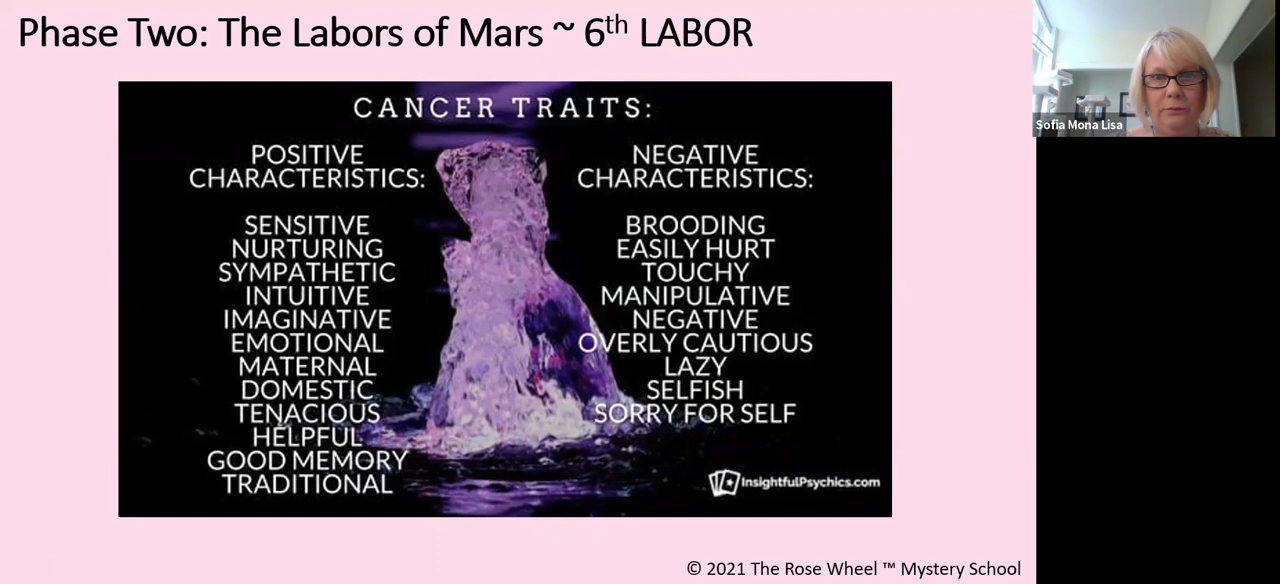 Phase Two: The Labors of Mars ~ 6th LABOR
Sofia Mona Lisa
CANCER TRAITS:
POSITIVE
CHARACTERISTICS:
SENSITIVE
NURTURING
SYMPATHETIC
INTUITIVE
IMAGINATIVE
EMOTIONAL
MATERNAL
DOMESTIC
TENACIOUS
HELPFUL
GOOD MEMORY
TRADITIONAL
NEGATIVE
CHARACTERISTICS:
BROODING
EASILY HURT
TOUCHY
MANIPULATIVE
NEGATIVE
OVERLY CAUTIOUS
LAZY
SELFISH
SORRY FOR SELF
InsightfulPsychics.com
© 2021 The Rose Wheel ™ Mystery School